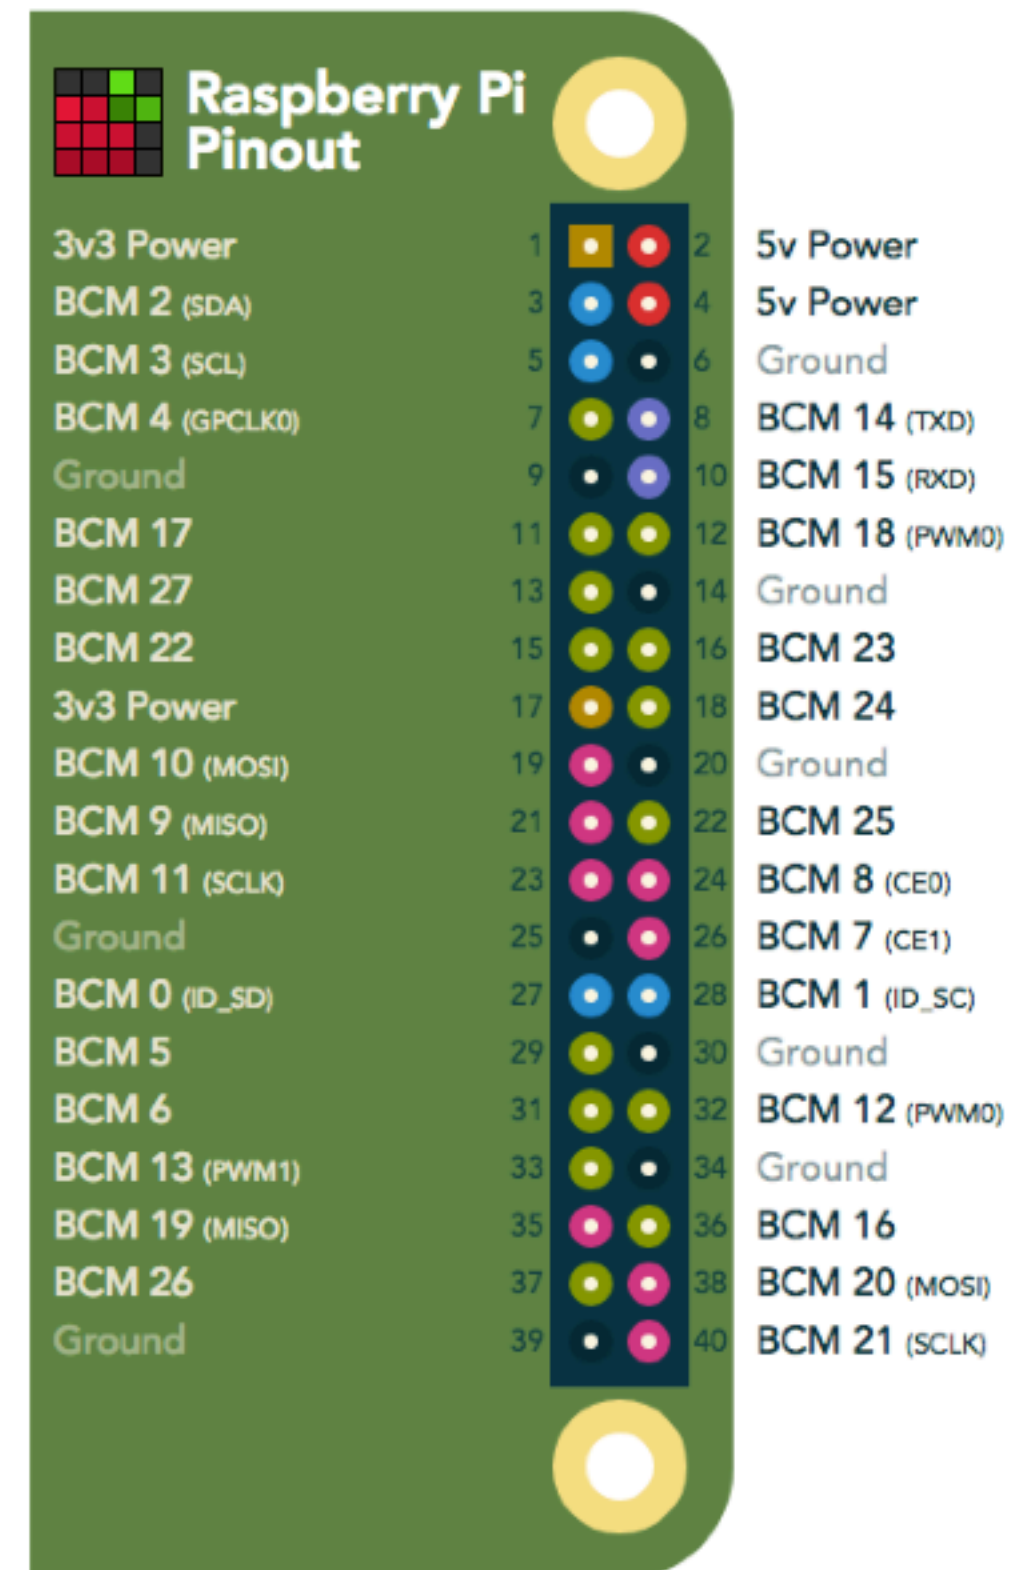 Raspberry Pi
Pinout
3v3 Power 1 2 5v Power
BCM 2 (SDA) 3 4 5v Power
BCM 3 (SCL) 5 6 Ground
BCM 4 (GPCLK0) 7 8 BCM 14 (TXD)
Ground 9 10 BCM 15 (RXD)
BCM 17 11 12 BCM 18 (PWM0)
BCM 27 13 14 Ground
BCM 22 15 16 BCM 23
3v3 Power 17 18 BCM 24
BCM 10 (MOSI) 19 20 Ground
BCM 9 (MISO) 21 22 BCM 25
BCM 11 (SCLK) 23 24 BCM 8 (CE0)
Ground 25 26 BCM 7 (CE1)
BCM 0 (ID_SD) 27 28 BCM 1 (ID_SC)
BCM 5 29 30 Ground
BCM 6 31 32 BCM 12 (PWM0)
BCM 13 (PWM1) 33 34 Ground
BCM 19 (MISO) 35 36 BCM 16
BCM 26 37 38 BCM 20 (MOSI)
Ground 39 40 BCM 21 (SCLK)